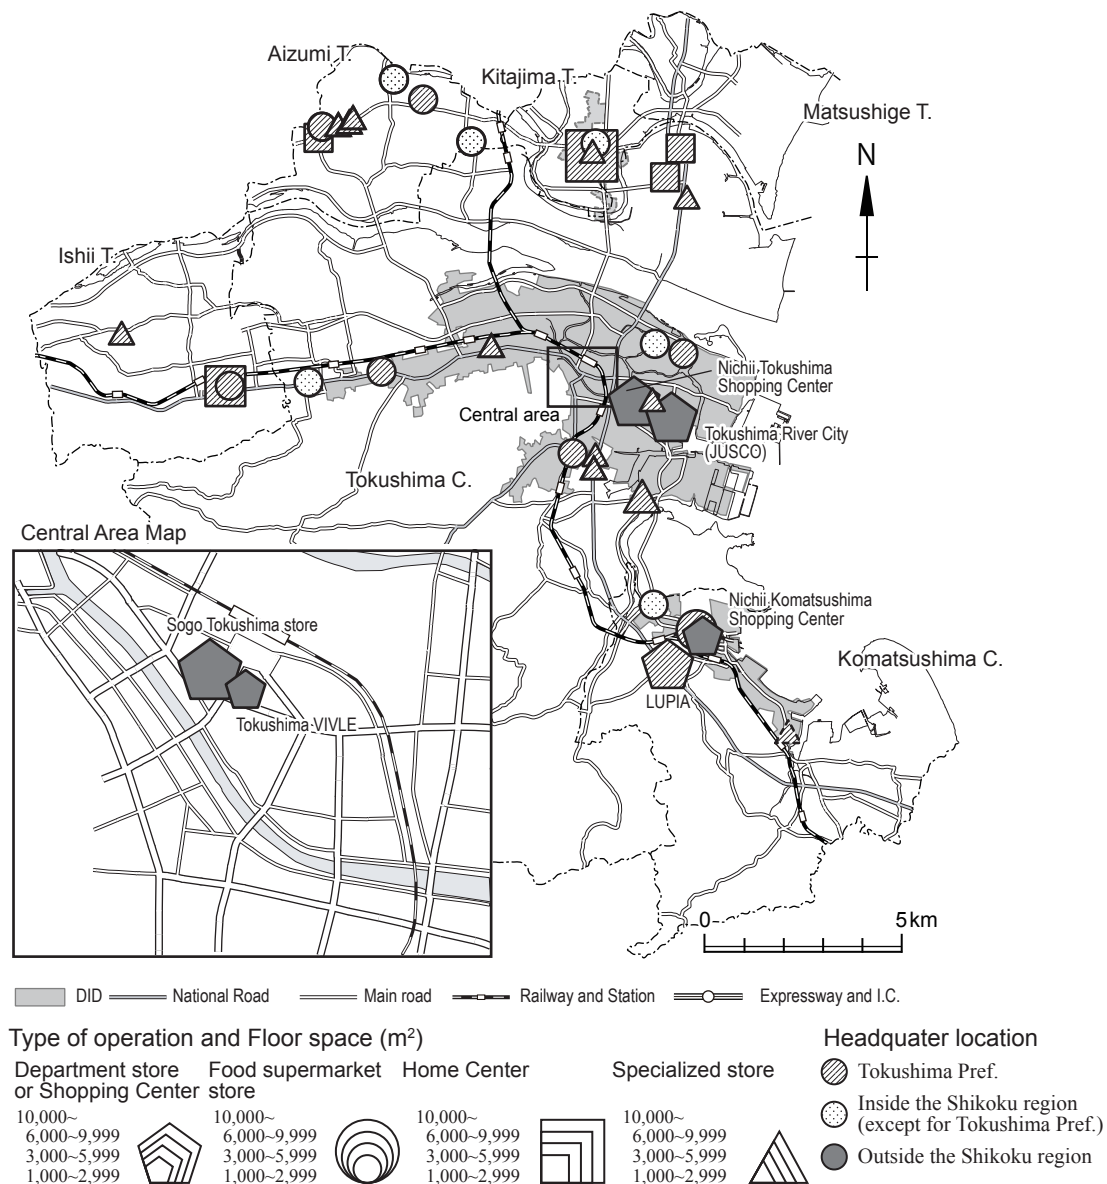 Aizumi T.
Kitajima T.
Matsushige T.
N
Ishii T.
Nichii Tokushima
Shopping Center
Central area
Tokushima River City
(JUSCO)
Tokushima C.
Central Area Map
Sogo Tokushima store
Tokushima VIVLE
Nichii Komatsushima
Shopping Center
Komatsushima C.
LUPIA
0 5km
DID National Road Main road Railway and Station Expressway and I.C.
Type of operation and Floor space (m²)
Department store
or Shopping Center
10,000~
6,000~9,999
3,000~5,999
1,000~2,999
Food supermarket
store
10,000~
6,000~9,999
3,000~5,999
1,000~2,999
Home Center
10,000~
6,000~9,999
3,000~5,999
1,000~2,999
Specialized store
10,000~
6,000~9,999
3,000~5,999
1,000~2,999
Headquater location
Tokushima Pref.
Inside the Shikoku region
(except for Tokushima Pref.)
Outside the Shikoku region